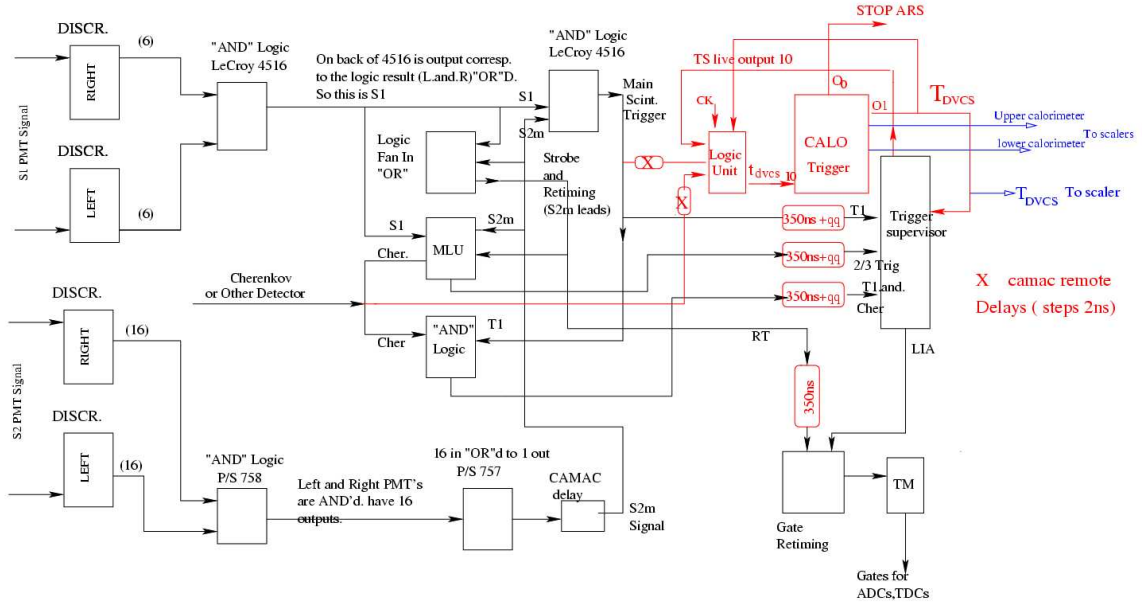 STOP ARS
DISCR.
(6)
RIGHT
"AND" Logic
LeCroy 4516
On back of 4516 is output corresp.
to the logic result (L.and.R)"OR"D.
So this is S1
"AND" Logic
LeCroy 4516
S1
S2m
Main
Scint.
Trigger
TS live output 10
CK
O0
O1
TDVCS
Upper calorimeter
To scalers
lower calorimeter
TDVCS To scaler
S1 PMT Signal
DISCR.
LEFT
(6)
Logic
Fan In
"OR"
Strobe
and
Retiming
(S2m leads)
X
Logic
Unit
tdvcs
10
CALO
Trigger
X
S1
S2m
MLU
Cher.
350ns+qq
T1
Trigger
supervisor
350ns+qq
2/3 Trig
350ns+qq
T1.and.
Cher
X camac remote
Delays ( steps 2ns)
Cherenkov
or Other Detector
DISCR.
(16)
RIGHT
S2 PMT Signal
T1
"AND"
Logic
Cher
RT
LIA
350ns
DISCR.
LEFT
(16)
"AND" Logic
P/S 758
Left and Right PMT's
are AND'd. have 16
outputs.
16 in "OR"d to 1 out
P/S 757
CAMAC
delay
S2m
Signal
TM
Gate
Retiming
Gates for
ADCs,TDCs